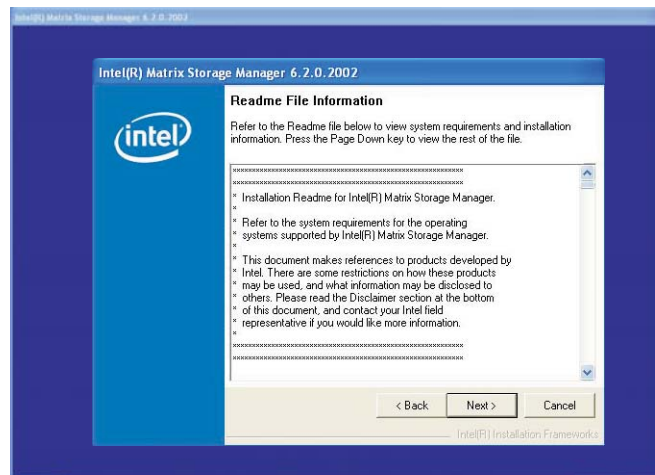 Intel(R) Matrix Storage Manager 6.2.0.2002
Intel(R) Matrix Storage Manager 6.2.0.2002
intel
Readme File Information
Refer to the Readme file below to view system requirements and installation
information. Press the Page Down key to view the rest of the file.
************************************************************
************************************************************
* Installation Readme for Intel(R) Matrix Storage Manager.
*
* Refer to the system requirements for the operating
* systems supported by Intel(R) Matrix Storage Manager.
*
* This document makes references to products developed by
* Intel. There are some restrictions on how these products
* may be used, and what information may be disclosed to
* others. Please read the Disclaimer section at the bottom
* of this document, and contact your Intel field
* representative if you would like more information.
*
************************************************************
************************************************************
< Back
Next >
Cancel
Intel(R) Installation Frameworks